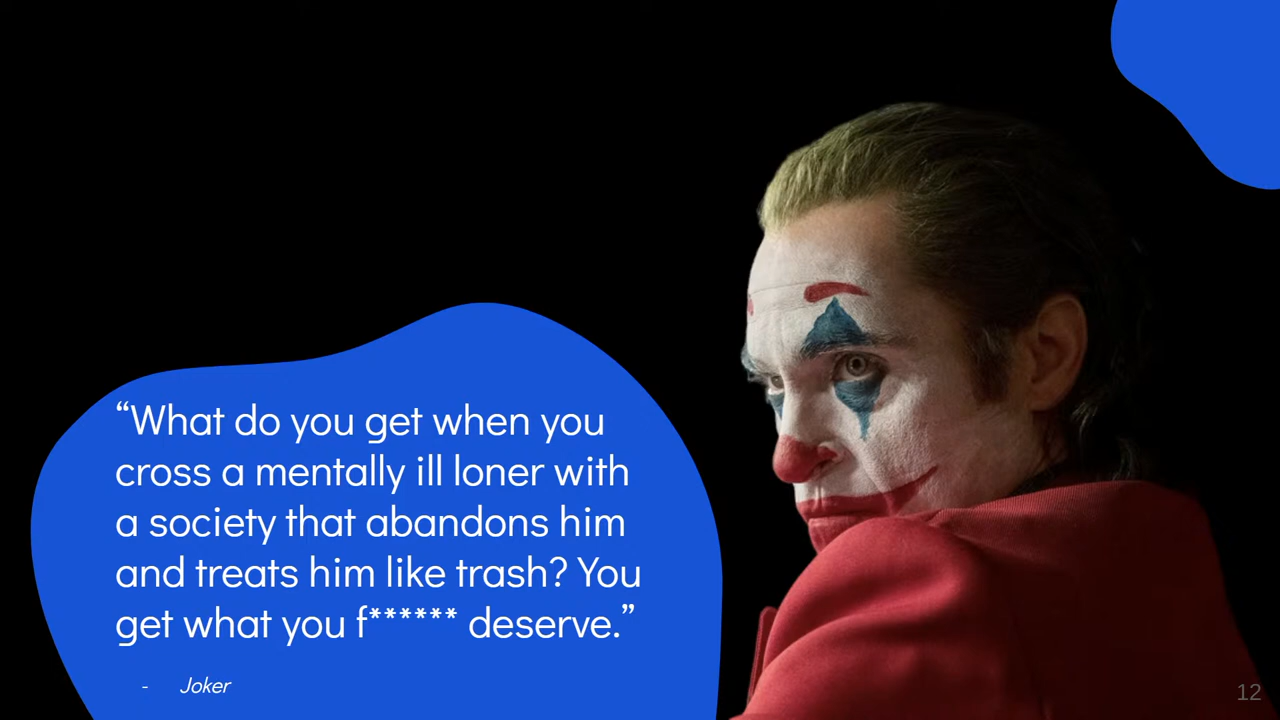 “What do you get when you
cross a mentally ill loner with
a society that abandons him
and treats him like trash? You
get what you f****** deserve.”
- Joker
12